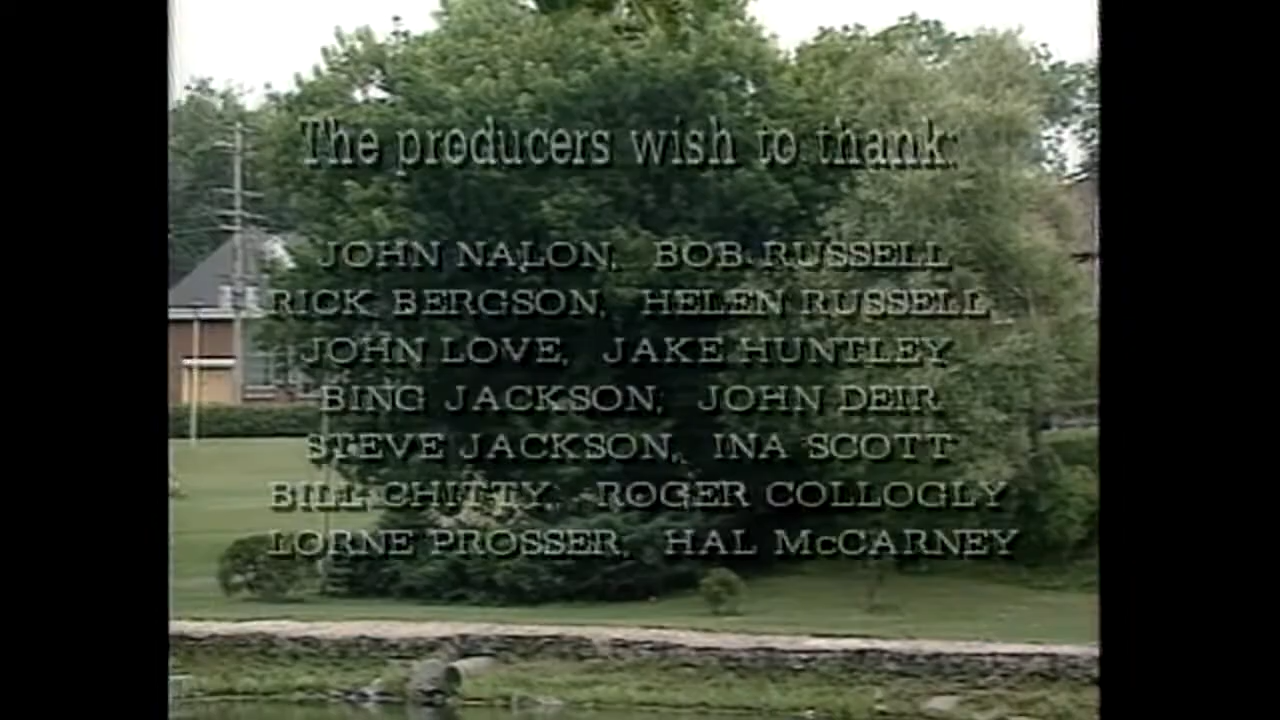 The producers wish to thank:
JOHN NALON, BOB RUSSELL
RICK BERGSON, HELEN RUSSELL
JOHN LOVE, JAKE HUNTLEY
BING JACKSON, JOHN DEIR
STEVE JACKSON, INA SCOTT
BILL CHITTY, ROGER COLLOGLY
LORNE PROSSER, HAL McCARNEY